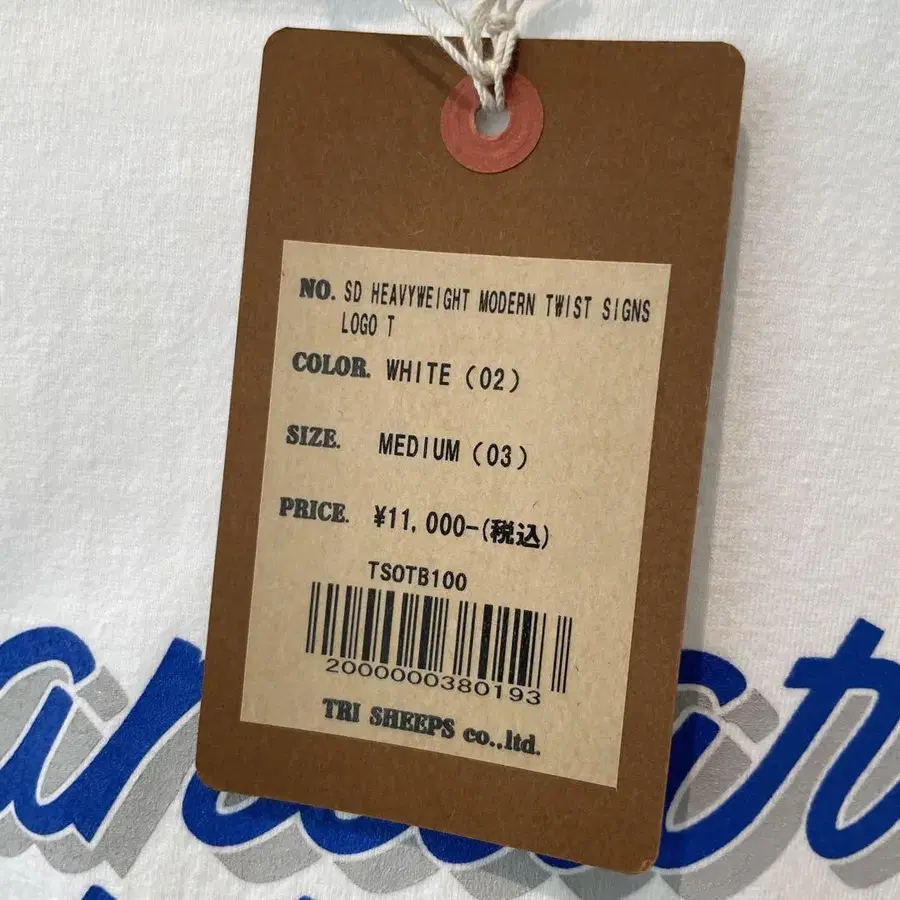 NO. SD HEAVYWEIGHT MODERN TWIST SIGNS
LOGO T
COLOR. WHITE (02)
SIZE. MEDIUM (03)
PRICE. ¥11,000-(税込)
TSOTB100
2000000380193
TRI SHEEPS co.,ltd.